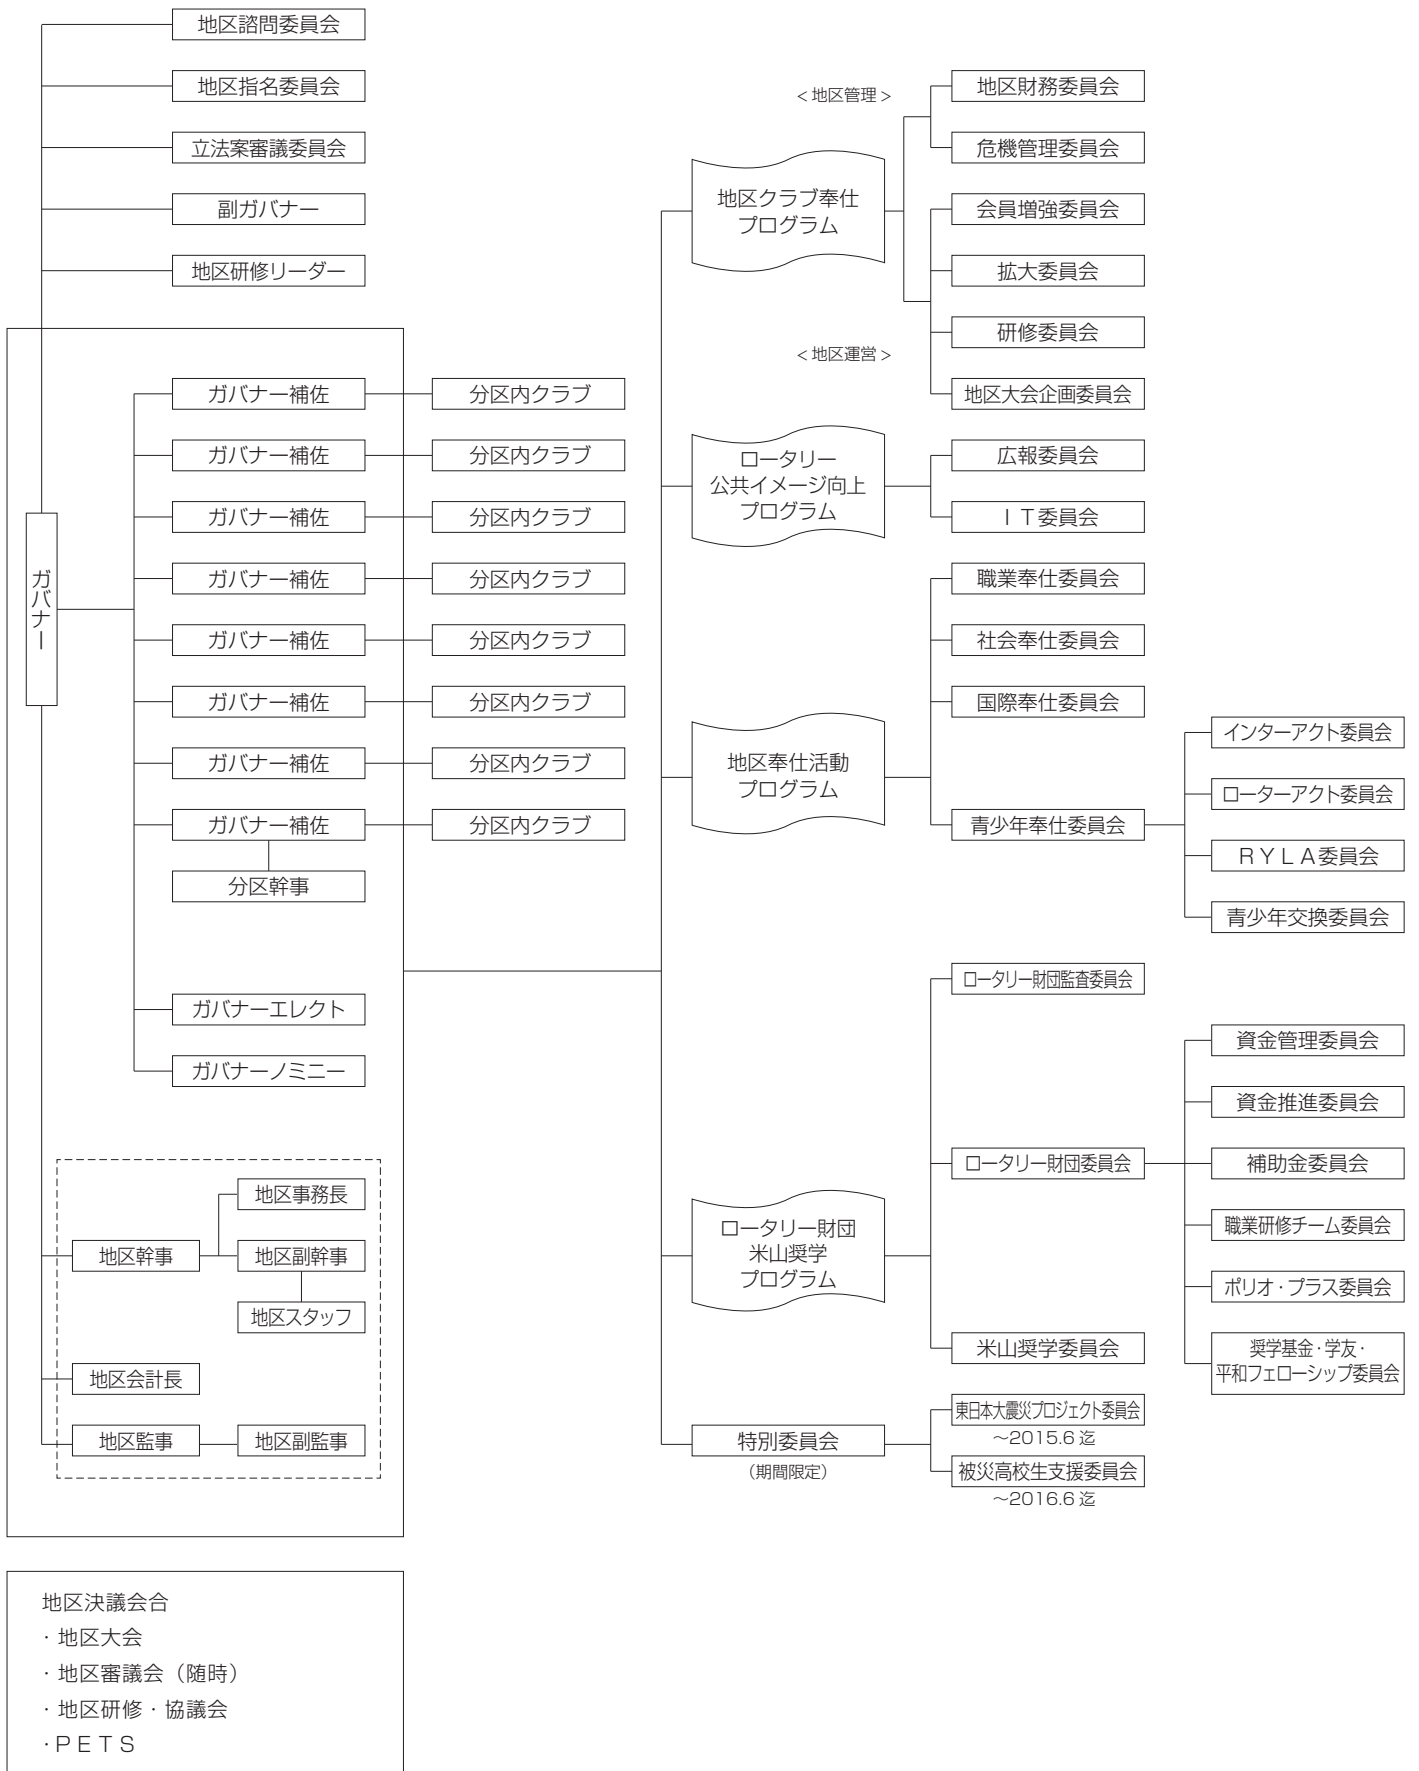 地区諮問委員会
地区指名委員会
立法案審議委員会
副ガバナー
地区研修リーダー
ガバナー
ガバナー補佐
分区内クラブ
ガバナー補佐
分区内クラブ
ガバナー補佐
分区内クラブ
ガバナー補佐
分区内クラブ
ガバナー補佐
分区内クラブ
ガバナー補佐
分区内クラブ
ガバナー補佐
分区内クラブ
ガバナー補佐
分区内クラブ
分区幹事
ガバナーエレクト
ガバナーノミニー
地区事務長
地区幹事
地区副幹事
地区スタッフ
地区会計長
地区監事
地区副監事
地区クラブ奉仕
プログラム
＜地区管理＞
地区財務委員会
危機管理委員会
会員増強委員会
拡大委員会
研修委員会
＜地区運営＞
地区大会企画委員会
ロータリー
公共イメージ向上
プログラム
広報委員会
ＩＴ委員会
地区奉仕活動
プログラム
職業奉仕委員会
社会奉仕委員会
国際奉仕委員会
青少年奉仕委員会
インターアクト委員会
ローターアクト委員会
ＲＹＬＡ委員会
青少年交換委員会
ロータリー財団
米山奨学
プログラム
ロータリー財団監査委員会
ロータリー財団委員会
資金管理委員会
資金推進委員会
補助金委員会
職業研修チーム委員会
ポリオ・プラス委員会
奨学基金・学友・
平和フェローシップ委員会
米山奨学委員会
特別委員会
（期間限定）
東日本大震災プロジェクト委員会
～2015.6 迄
被災高校生支援委員会
～2016.6 迄
地区決議会合
・地区大会
・地区審議会（随時）
・地区研修・協議会
・ＰＥＴＳ